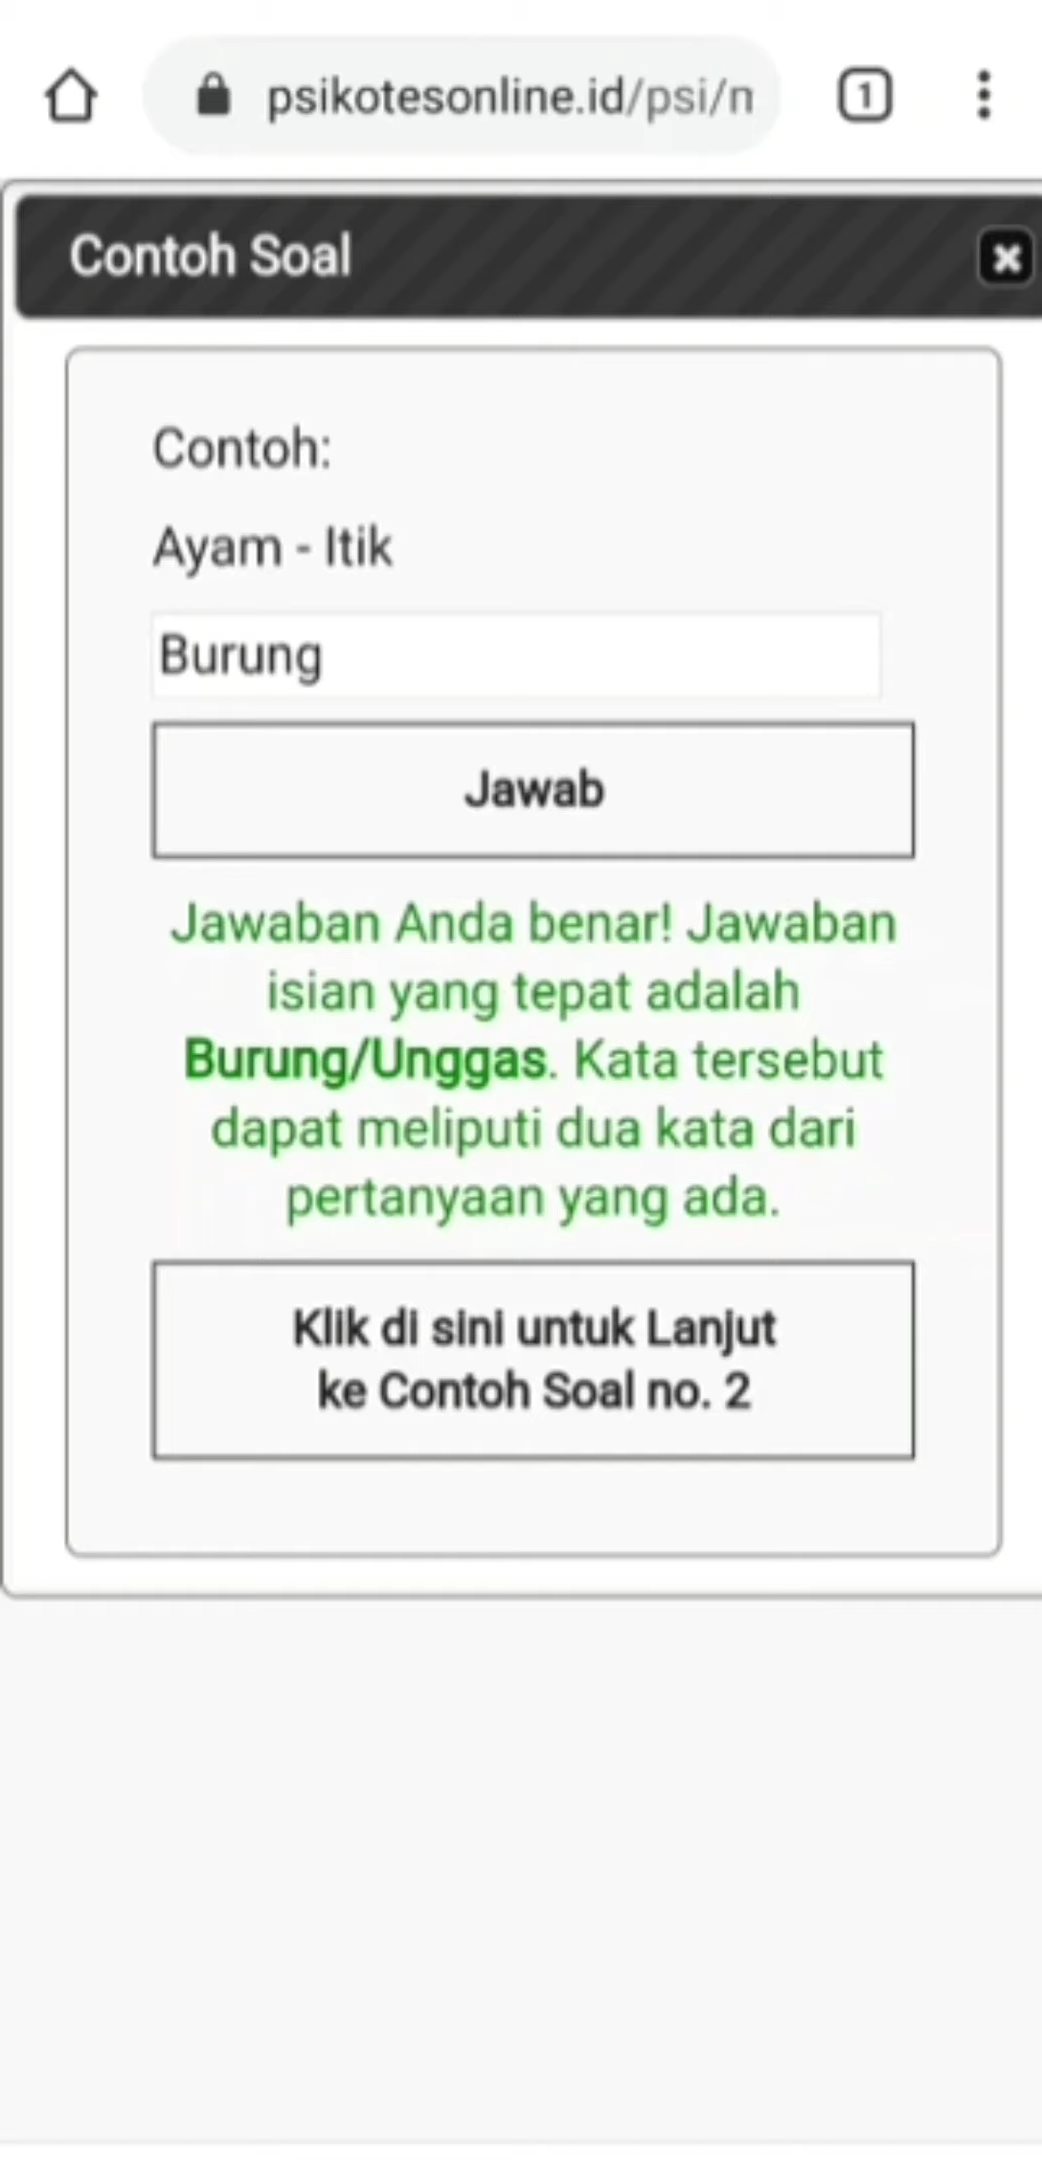 psikotesonline.id/psi/n
1
Contoh Soal
Contoh:
Ayam - Itik
Burung
Jawab
Jawaban Anda benar! Jawaban
isian yang tepat adalah
Burung/Unggas. Kata tersebut
dapat meliputi dua kata dari
pertanyaan yang ada.
Klik di sini untuk Lanjut
ke Contoh Soal no. 2